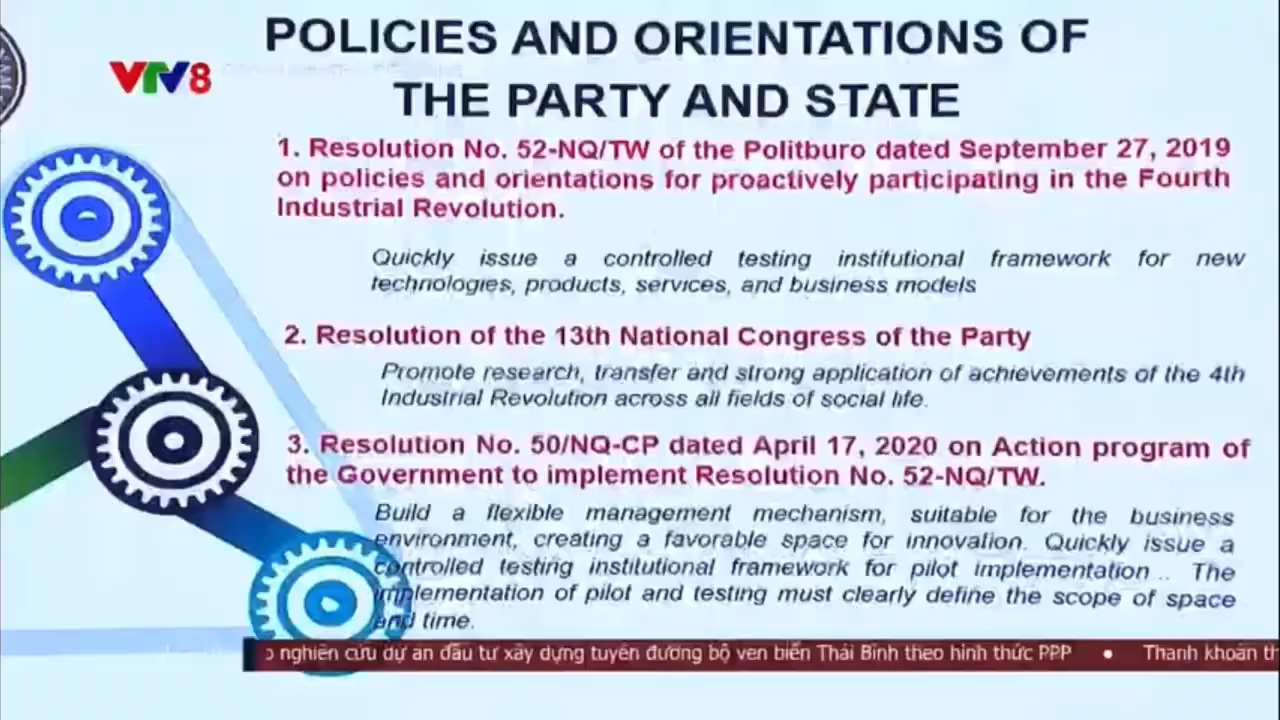 POLICIES AND ORIENTATIONS OF
THE PARTY AND STATE
VTV8
1. Resolution No. 52-NQ/TW of the Politburo dated September 27, 2019
on policies and orientations for proactively participating in the Fourth
Industrial Revolution.
Quickly issue a controlled testing institutional framework for new
technologies, products, services, and business models
2. Resolution of the 13th National Congress of the Party
Promote research, transfer and strong application of achievements of the 4th
Industrial Revolution across all fields of social life.
3. Resolution No. 50/NQ-CP dated April 17, 2020 on Action program of
the Government to implement Resolution No. 52-NQ/TW.
Build a flexible management mechanism, suitable for the business
environment, creating a favorable space for innovation. Quickly issue a
controlled testing institutional framework for pilot implementation .. The
implementation of pilot and testing must clearly define the scope of space
and time.
nghiên cứu dự án đầu tư xây dựng tuyến đường bộ ven biển Thái Bình theo hình thức PPP • Thanh khoản th